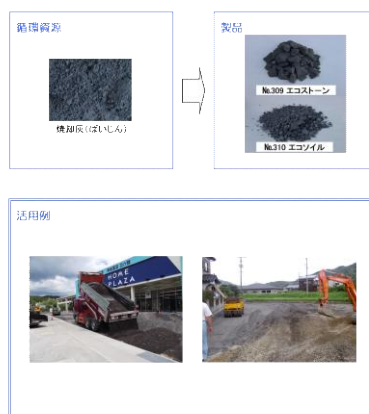 循環資源
製品
焼却灰(ばいじん)
№309 エコストーン
№310 エコソイル
活用例
HOME
PLAZA